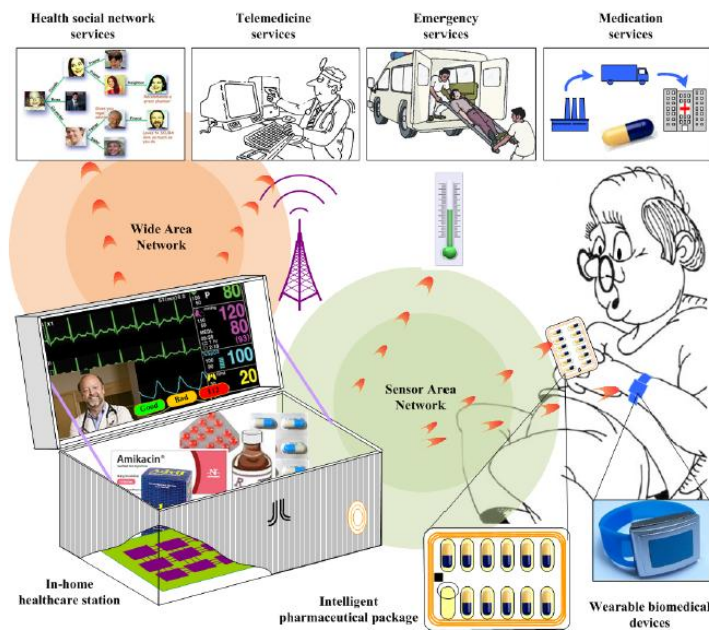 Health social network
services
Telemedicine
services
Emergency
services
Medication
services
Wide Area
Network
P 80
120
80
(93)
100
20
Good
Bad
Sensor Area
Network
Amikacin®
In-home
healthcare station
Intelligent
pharmaceutical package
Wearable biomedical
devices